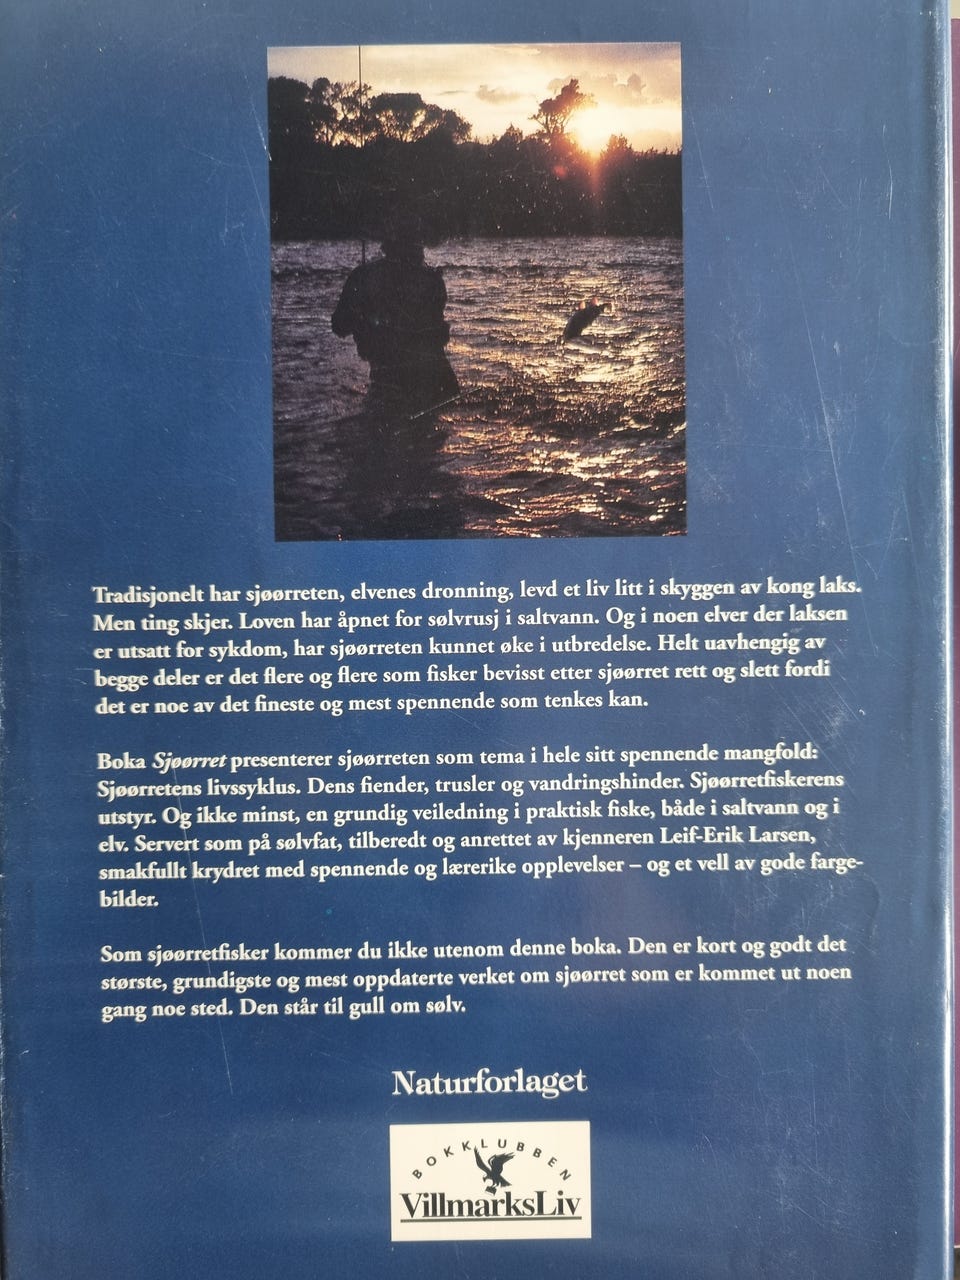 Tradisjonelt har sjøørreten, elvenes dronning, levd et liv litt i skyggen av kong laks.
Men ting skjer. Loven har åpnet for sølvrusj i saltvann. Og i noen elver der laksen
er utsatt for sykdom, har sjøørreten kunnet øke i utbredelse. Helt uavhengig av
begge deler er det flere og flere som fisker bevisst etter sjøørret rett og slett fordi
det er noe av det fineste og mest spennende som tenkes kan.
Boka Sjøørret presenterer sjøørreten som tema i hele sitt spennende mangfold:
Sjøørretens livssyklus. Dens fiender, trusler og vandringshinder. Sjøørretfiskerens
utstyr. Og ikke minst, en grundig veiledning i praktisk fiske, både i saltvann og i
elv. Servert som på sølvfat, tilberedt og anrettet av kjenneren Leif-Erik Larsen,
smakfullt krydret med spennende og lærerike opplevelser – og et vell av gode farge-
bilder.
Som sjøørretfisker kommer du ikke utenom denne boka. Den er kort og godt det
største, grundigste og mest oppdaterte verket om sjøørret som er kommet ut noen
gang noe sted. Den står til gull om sølv.
Naturforlaget
BOKKLUBBEN
VillmarksLiv